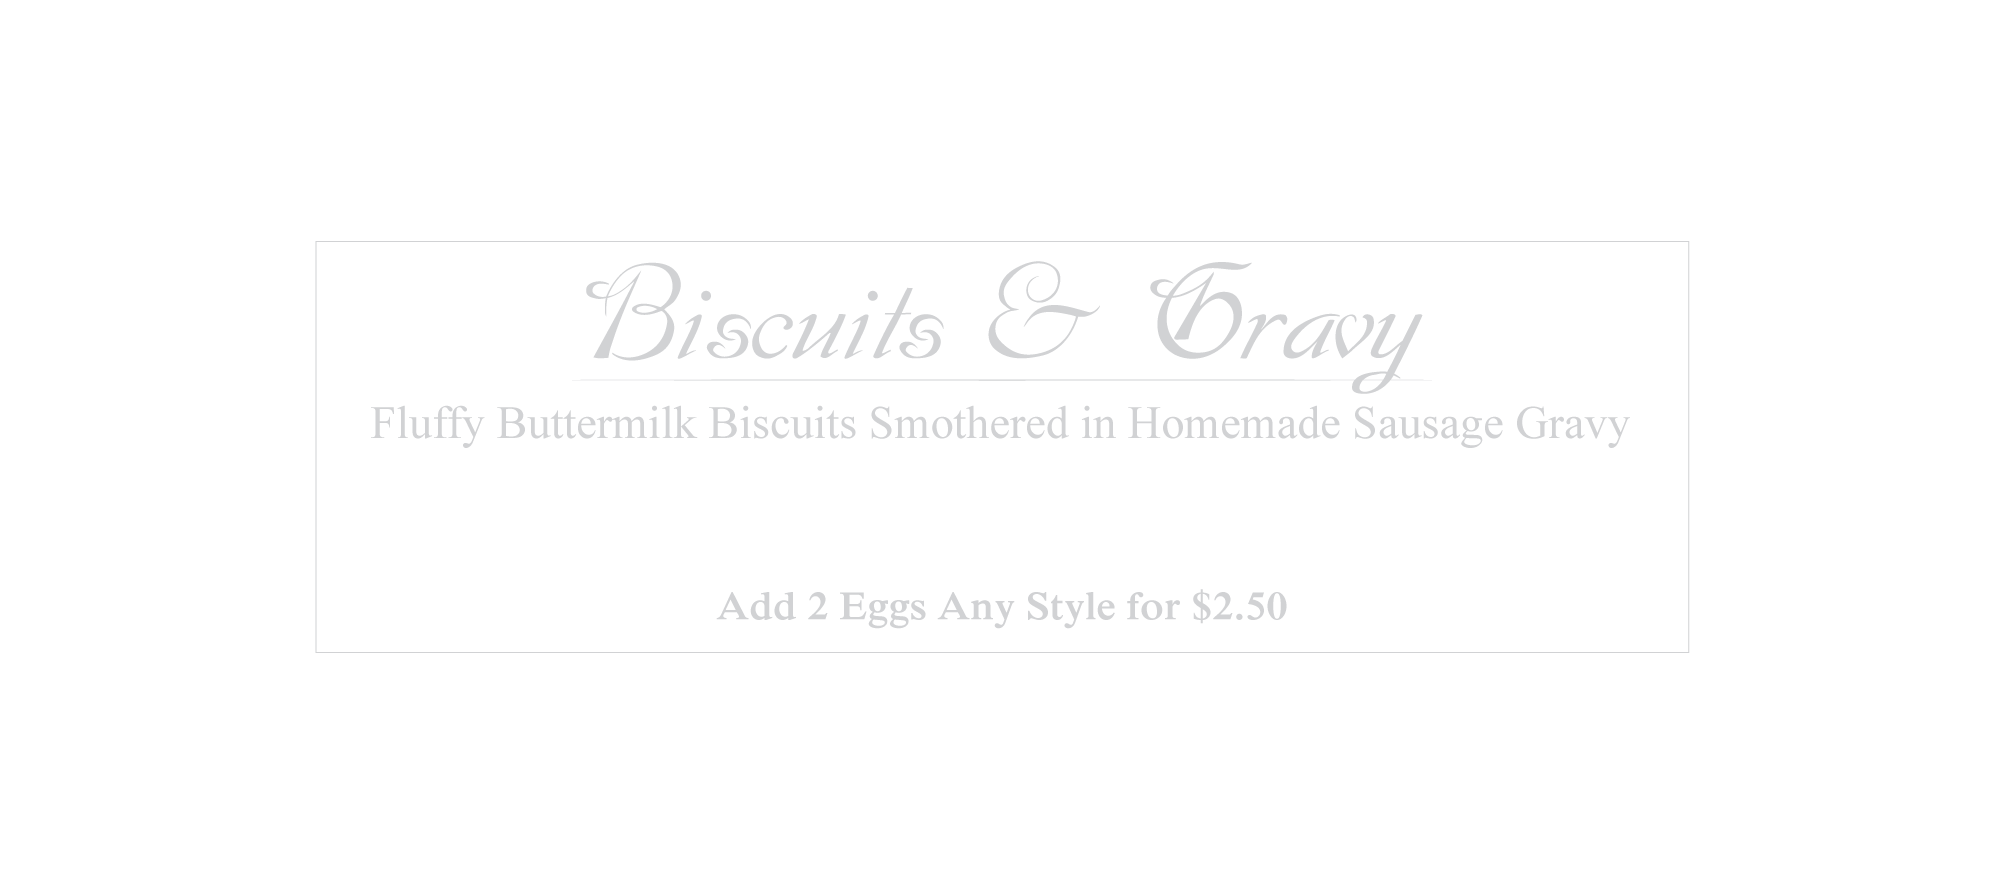 Biscuits & Gravy
Fluffy Buttermilk Biscuits Smothered in Homemade Sausage Gravy
Add 2 Eggs Any Style for $2.50